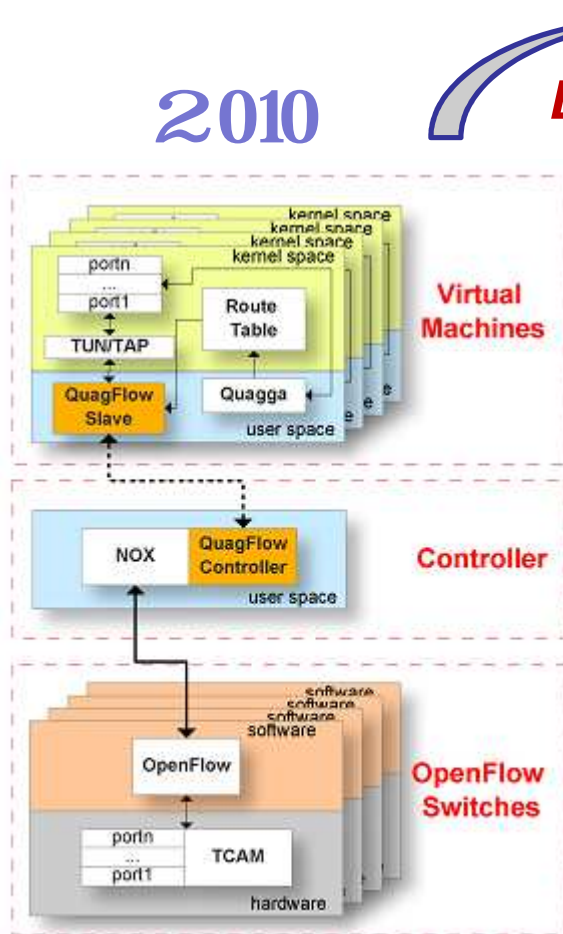 2010
kernel space
kernel space
kernel space
kernel space
portn
...
port1
Route
Table
TUN/TAP
QuagFlow
Slave
Quagga
user space
e
e
e
Virtual
Machines
NOX
QuagFlow
Controller
user space
Controller
software
software
software
software
OpenFlow
portn
...
port1
TCAM
hardware
OpenFlow
Switches